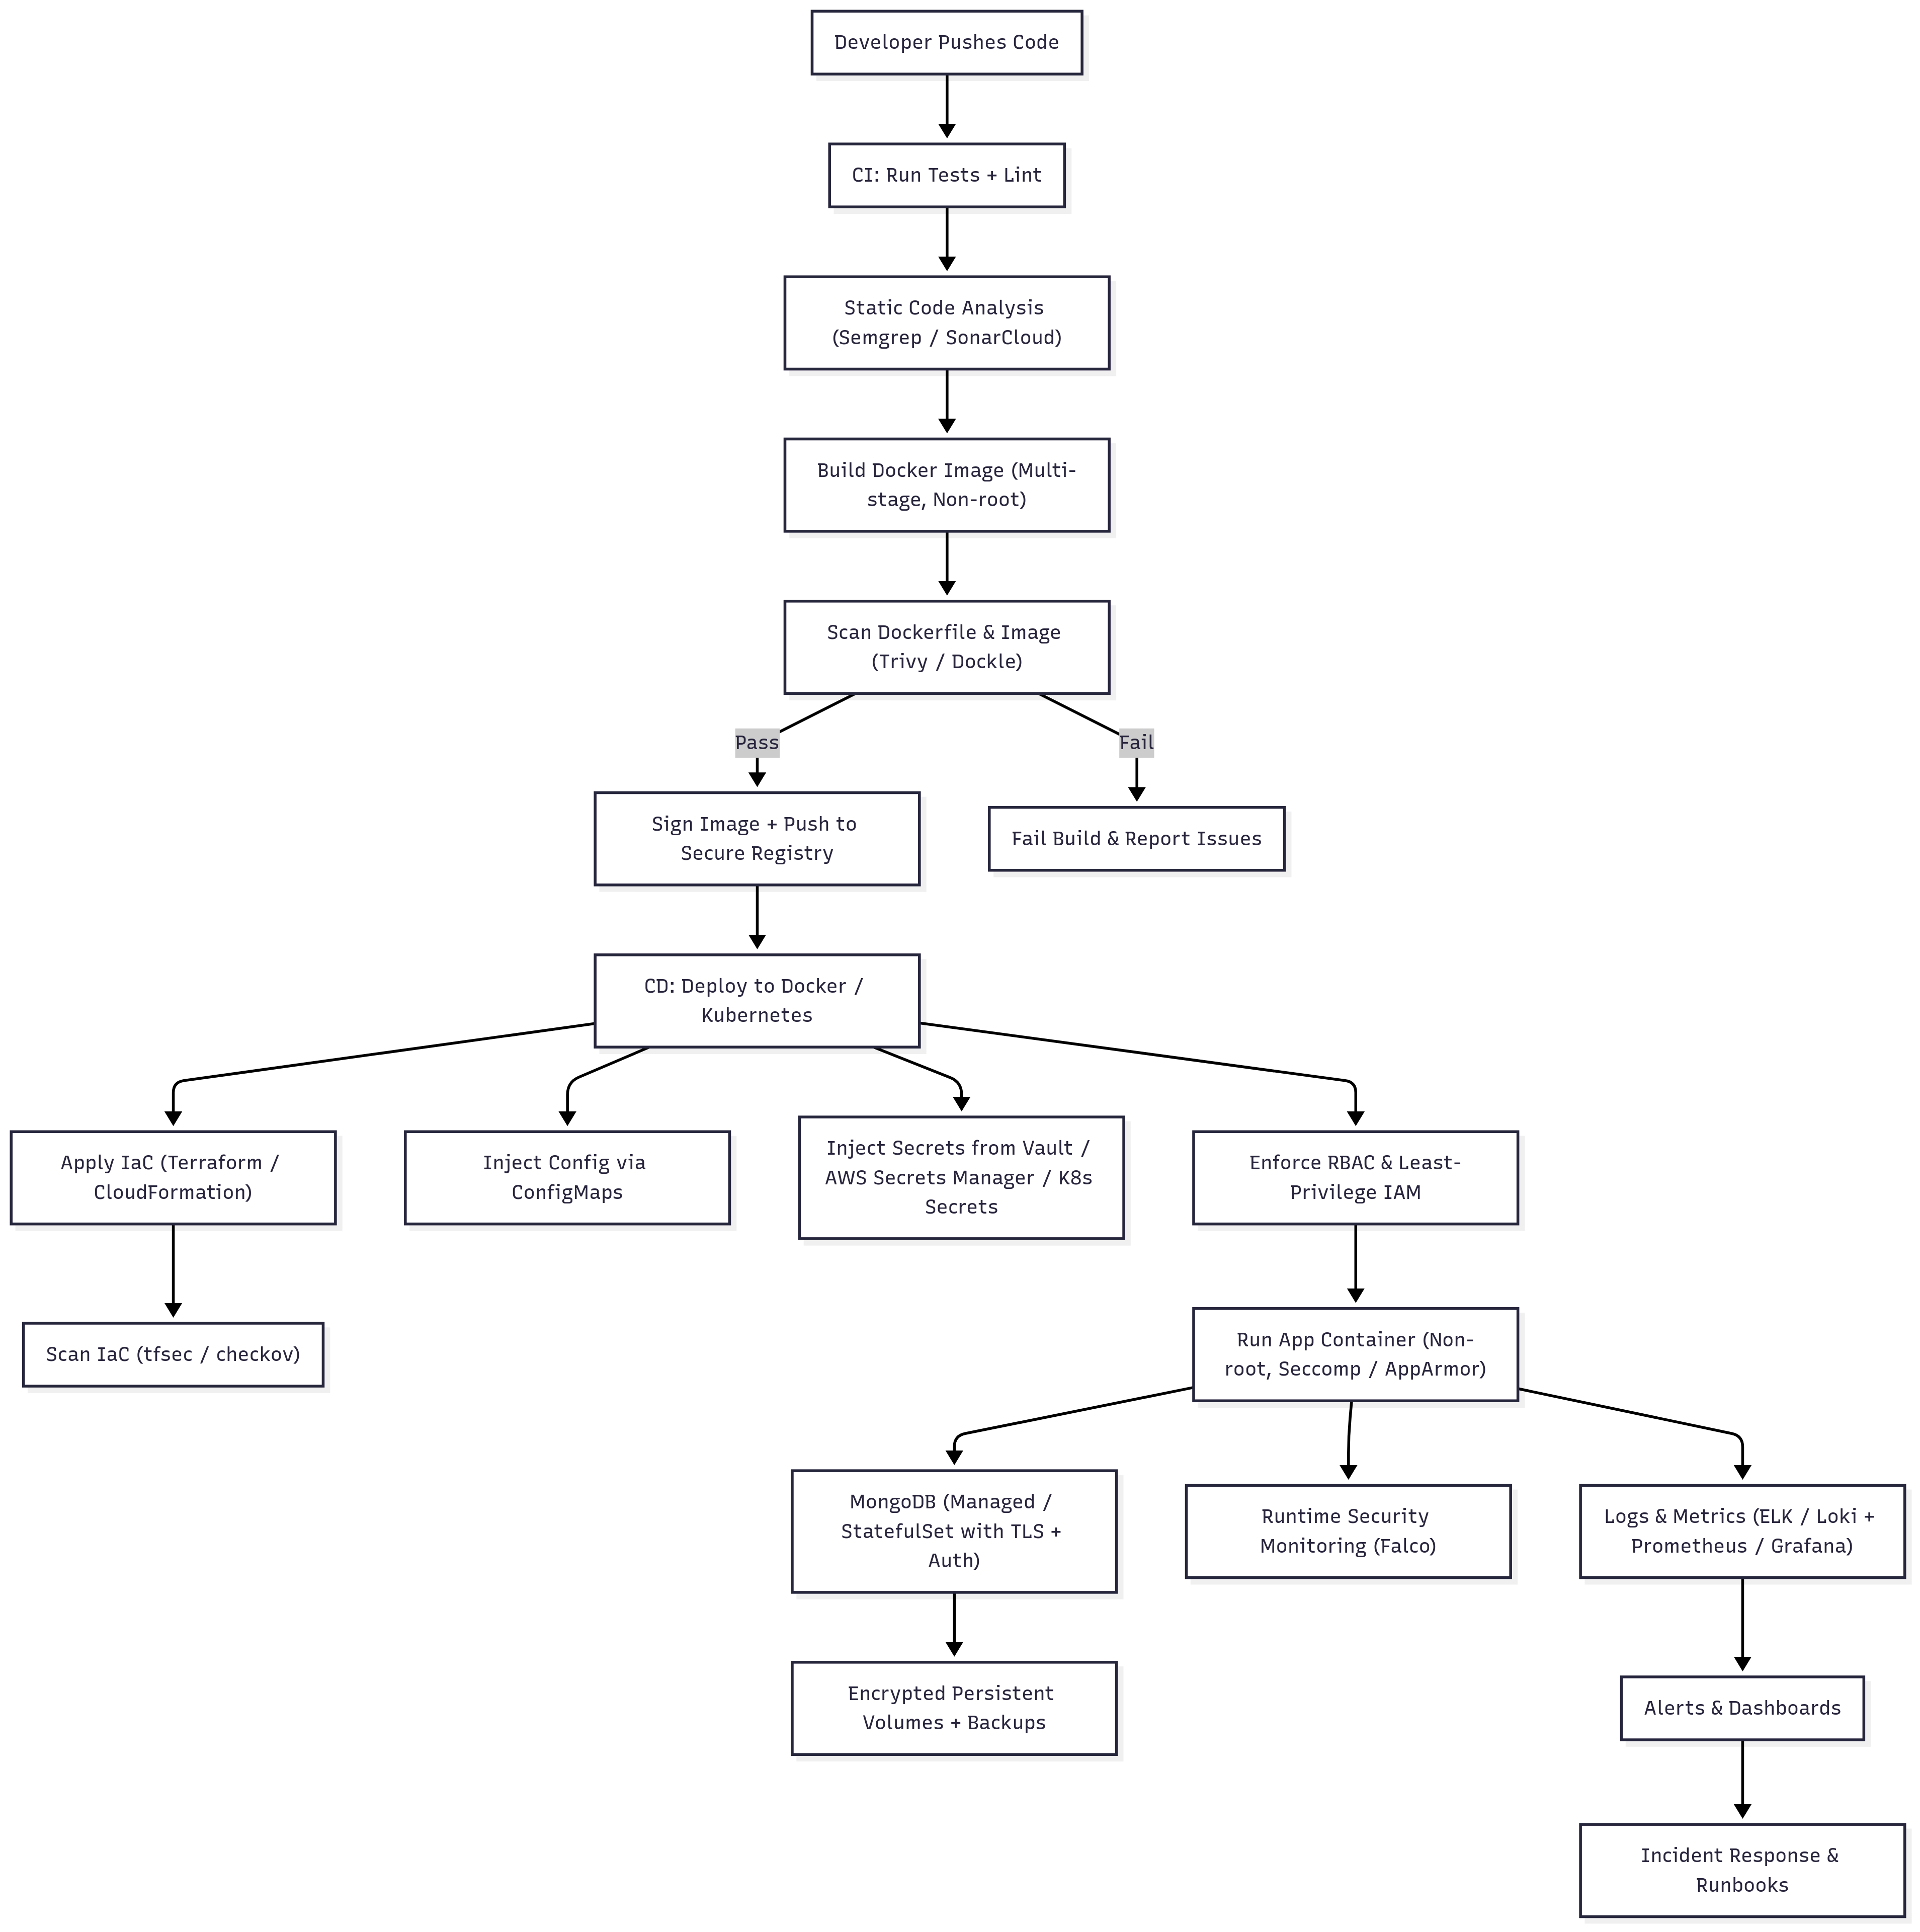 Developer Pushes Code
CI: Run Tests + Lint
Static Code Analysis
(Semgrep / SonarCloud)
Build Docker Image (Multi-
stage, Non-root)
Scan Dockerfile & Image
(Trivy / Dockle)
Pass
Fail
Sign Image + Push to
Secure Registry
Fail Build & Report Issues
CD: Deploy to Docker /
Kubernetes
Apply IaC (Terraform /
CloudFormation)
Inject Config via
ConfigMaps
Inject Secrets from Vault /
AWS Secrets Manager / K8s
Secrets
Enforce RBAC & Least-
Privilege IAM
Scan IaC (tfsec / checkov)
Run App Container (Non-
root, Seccomp / AppArmor)
MongoDB (Managed /
StatefulSet with TLS +
Auth)
Runtime Security
Monitoring (Falco)
Logs & Metrics (ELK / Loki +
Prometheus / Grafana)
Encrypted Persistent
Volumes + Backups
Alerts & Dashboards
Incident Response &
Runbooks